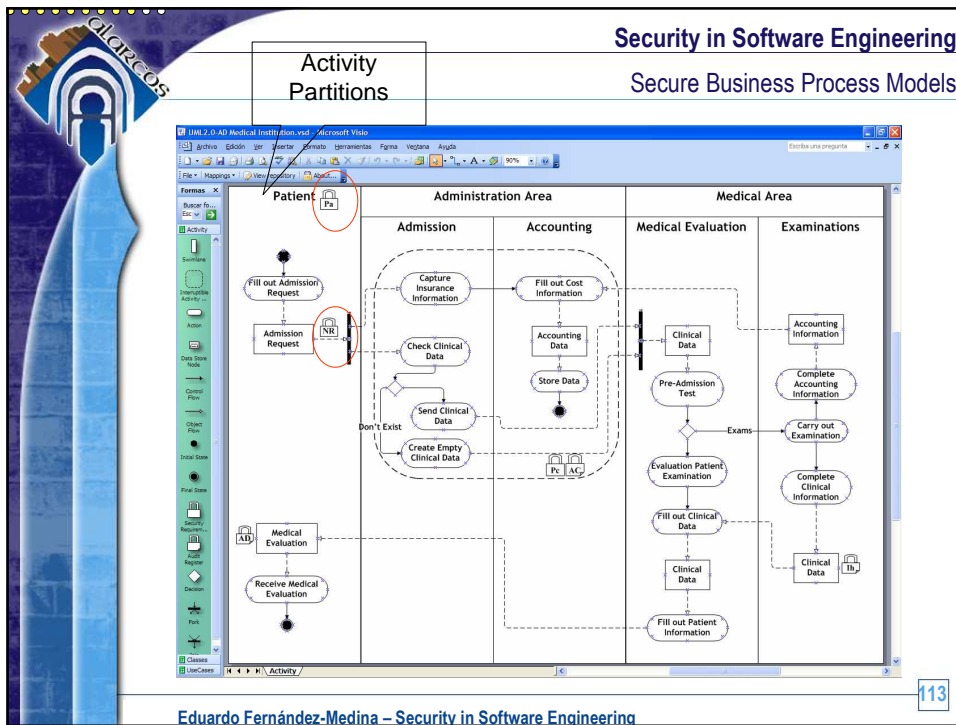 alarcos
Security in Software Engineering
Secure Business Process Models
Activity
Partitions
UML2.0-AD Medical Institution.vsd - Microsoft Visio
Archivo Edición Ver Insertar Formato Herramientas Forma Ventana Ayuda
Escriba una pregunta
90%
File Mappings View repository About...
Formas
Buscar fo...
Esc
Activity
Swimlane
Interruptible
Activity ...
Action
Data Store
Node
Control
Flow
Object
Flow
Initial State
Final State
Security
Requirem...
Audit
Register
Decision
Fork
Classes
UseCases
Patient
Pa
Administration Area
Medical Area
Admission
Accounting
Medical Evaluation
Examinations
Fill out Admission
Request
Admission
Request
NR
Capture
Insurance
Information
Fill out Cost
Information
Check Clinical
Data
Accounting
Data
Store Data
Send Clinical
Data
Don't Exist
Create Empty
Clinical Data
Pc AC
Clinical
Data
Pre-Admission
Test
Exams
Evaluation Patient
Examination
Fill out Clinical
Data
Clinical
Data
Fill out Patient
Information
Accounting
Information
Complete
Accounting
Information
Carry out
Examination
Complete
Clinical
Information
Clinical
Data
Ih
AD
Medical
Evaluation
Receive Medical
Evaluation
Activity
113
Eduardo Fernández-Medina – Security in Software Engineering